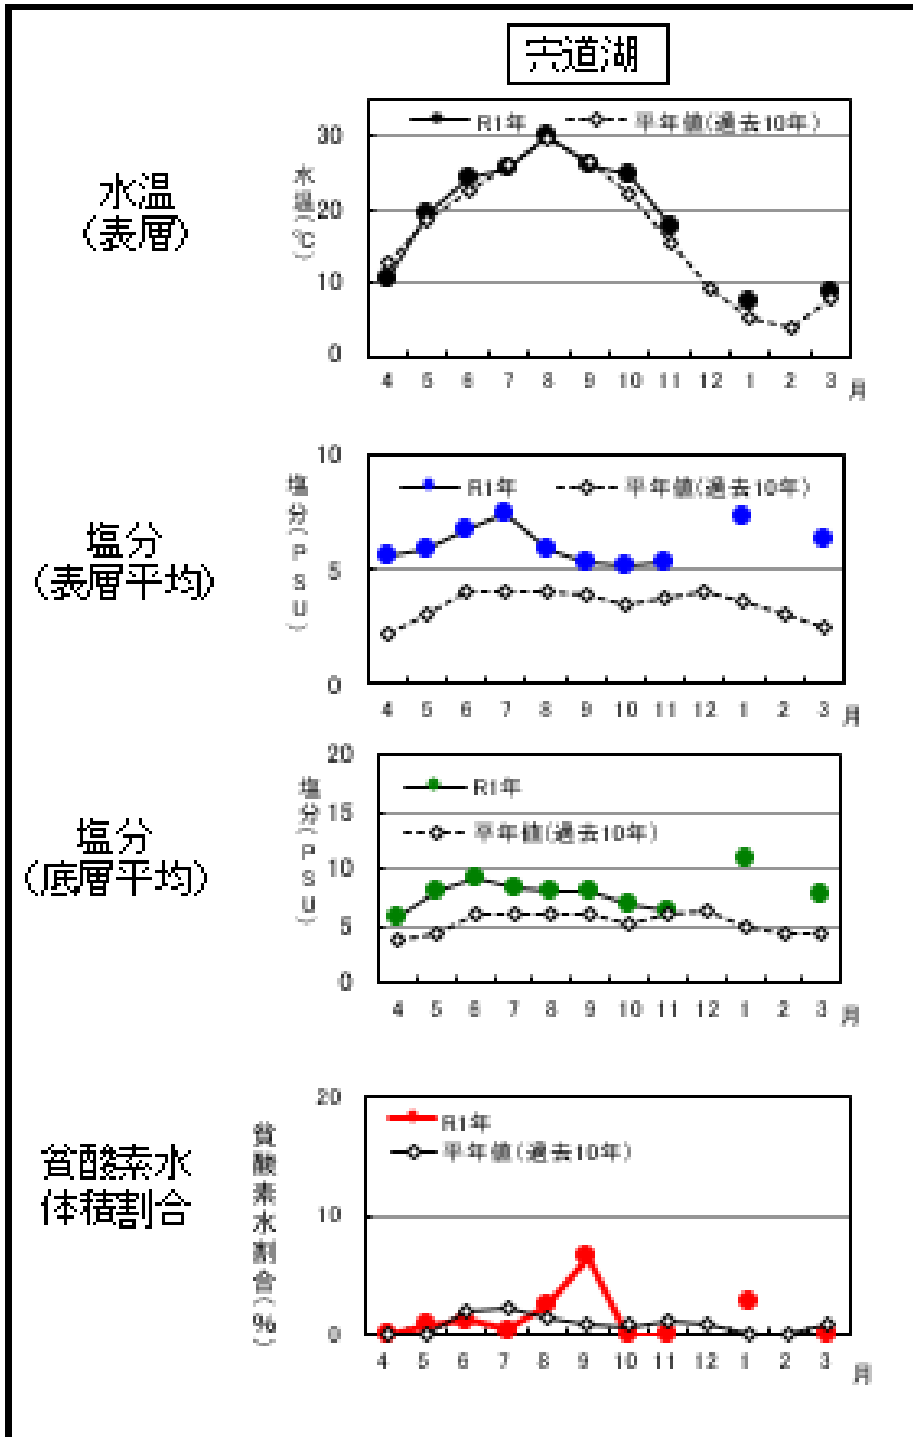 宍道湖
水温
(表層)
水温(℃)
R1年
平年値(過去10年)
30
20
10
0
4 5 6 7 8 9 10 11 12 1 2 3 月
塩分
(表層平均)
塩分(PSU)
R1年
平年値(過去10年)
10
5
0
4 5 6 7 8 9 10 11 12 1 2 3 月
塩分
(底層平均)
塩分(PSU)
R1年
平年値(過去10年)
20
15
10
5
0
4 5 6 7 8 9 10 11 12 1 2 3 月
貧酸素水
体積割合
貧酸素水割合(%)
R1年
平年値(過去10年)
20
10
0
4 5 6 7 8 9 10 11 12 1 2 3 月